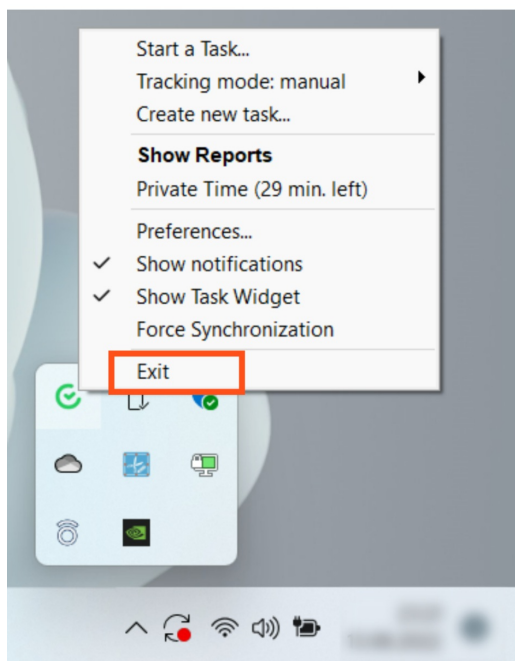 Start a Task...
Tracking mode: manual
Create new task...
Show Reports
Private Time (29 min. left)
Preferences...
Show notifications
Show Task Widget
Force Synchronization
Exit